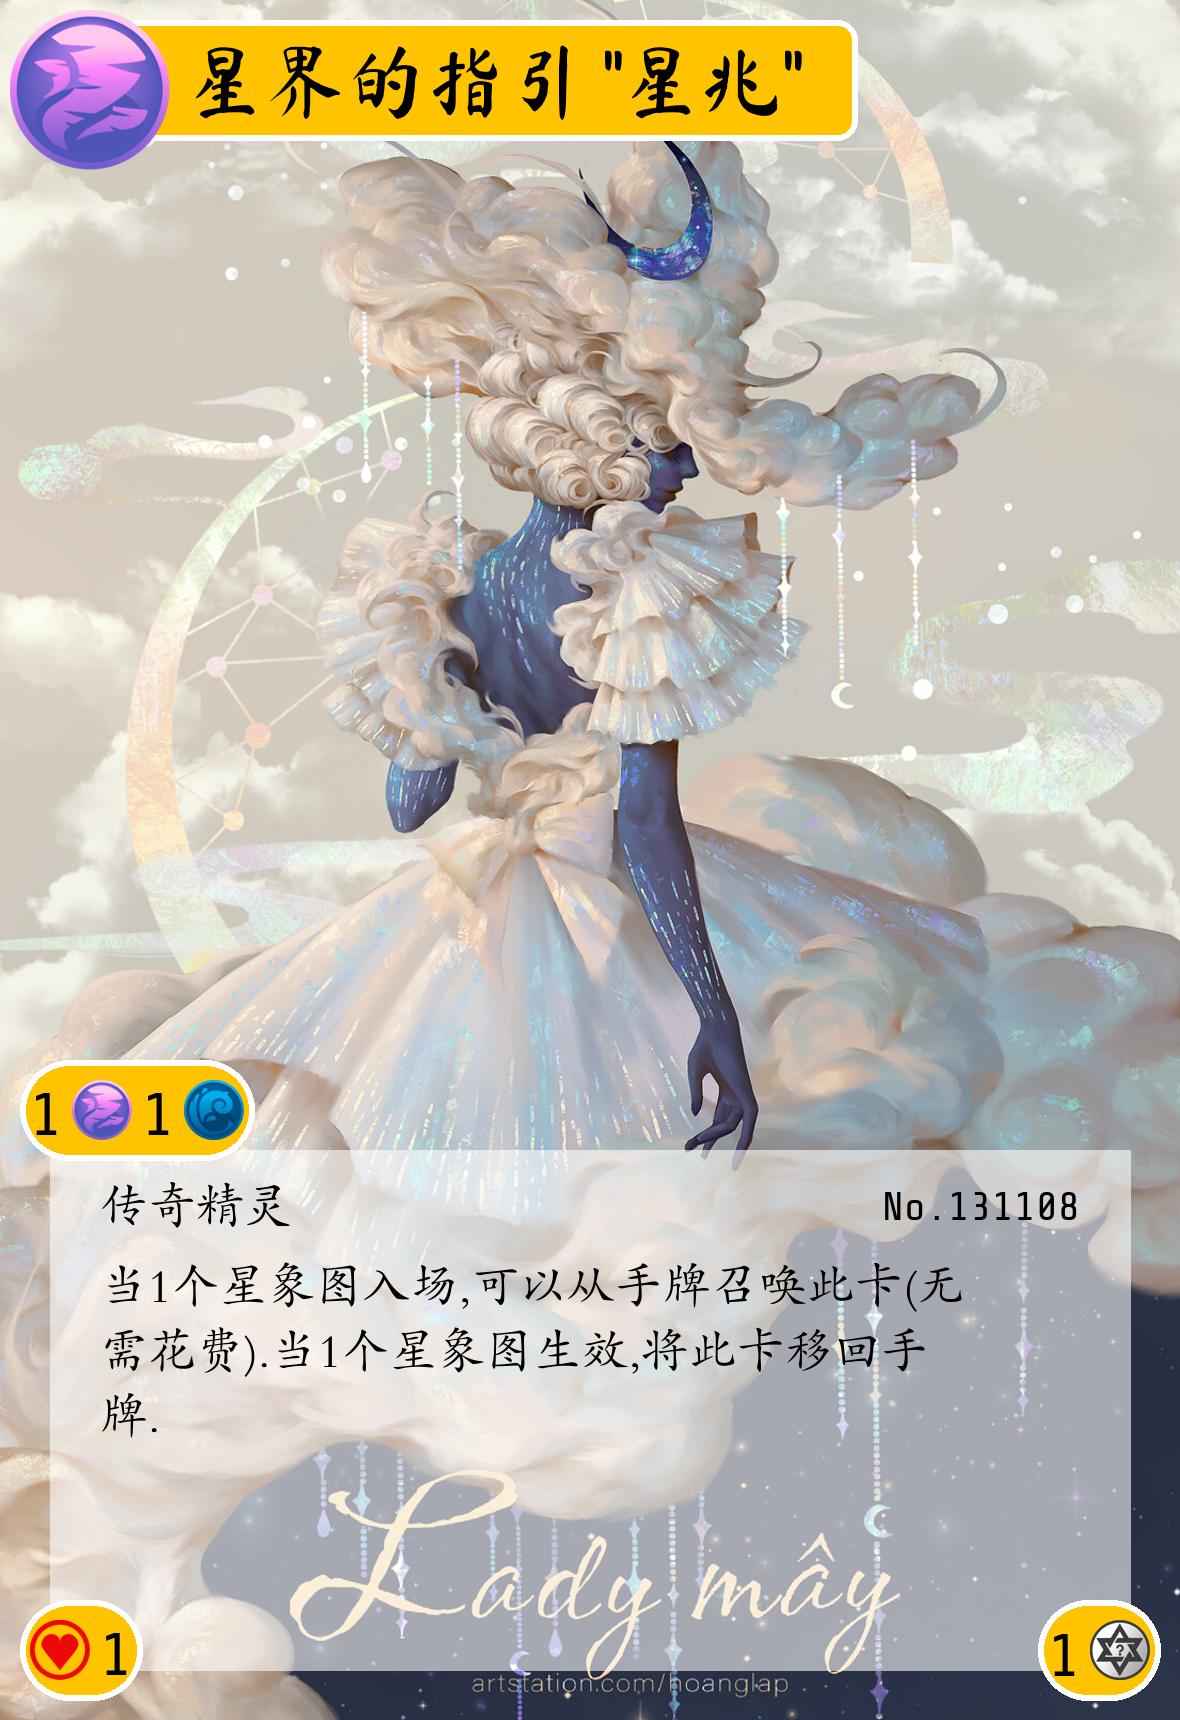 星界的指引"星兆"
1 1
传奇精灵 No.131108
当1个星象图入场,可以从手牌召唤此卡(无
需花费).当1个星象图生效,将此卡移回手
牌.
Lady mây
1 1 ?
artstation.com/hoanglap